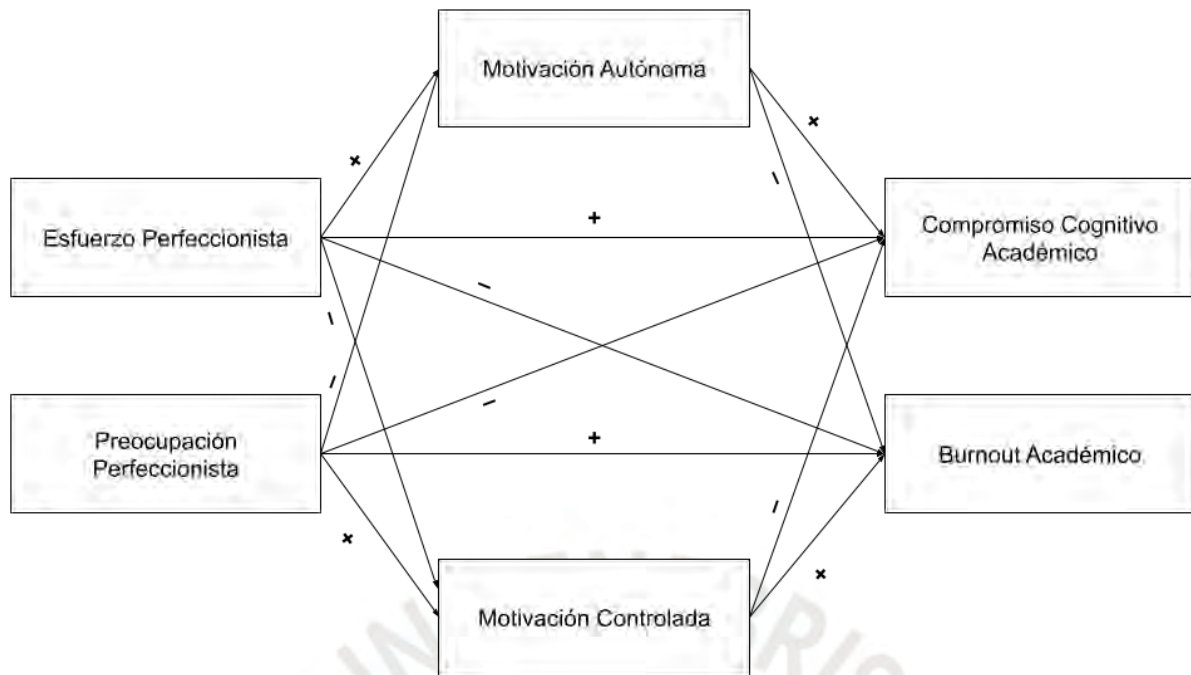 Motivación Autónoma
+
+
-
Esfuerzo Perfeccionista
+
Compromiso Cognitivo
Académico
-
-
-
Preocupación
Perfeccionista
-
+
Burnout Académico
-
+
+
Motivación Controlada